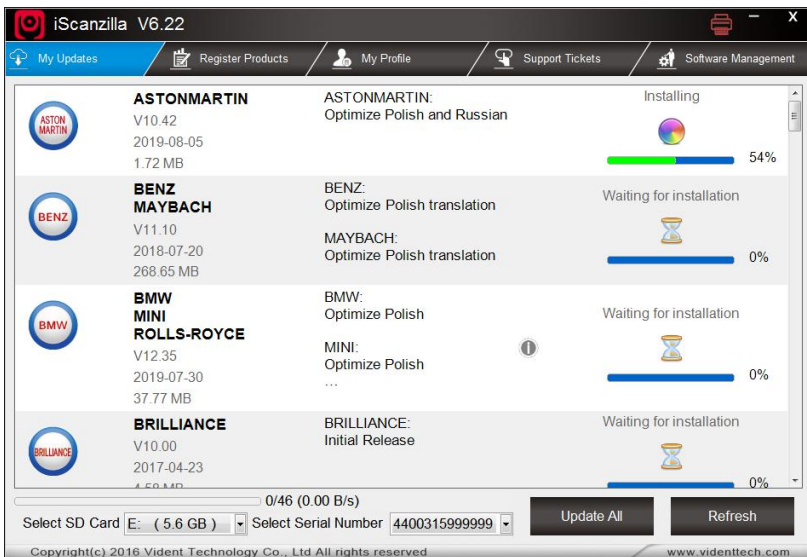 iScanzilla V6.22
X
My Updates
Register Products
My Profile
Support Tickets
Software Management
ASTON MARTIN
ASTONMARTIN
V10.42
2019-08-05
1.72 MB
ASTONMARTIN:
Optimize Polish and Russian
Installing
54%
BENZ
BENZ
MAYBACH
V11.10
2018-07-20
268.65 MB
BENZ:
Optimize Polish translation
MAYBACH:
Optimize Polish translation
Waiting for installation
0%
BMW
BMW
MINI
ROLLS-ROYCE
V12.35
2019-07-30
37.77 MB
BMW:
Optimize Polish
MINI:
Optimize Polish
...
Waiting for installation
0%
BRILLIANCE
BRILLIANCE
V10.00
2017-04-23
4.58 MB
BRILLIANCE:
Initial Release
Waiting for installation
0%
0/46 (0.00 B/s)
Select SD Card E: ( 5.6 GB ) Select Serial Number 4400315999999
Update All
Refresh
Copyright(c) 2016 Vident Technology Co., Ltd All rights reserved
www.videnttech.com